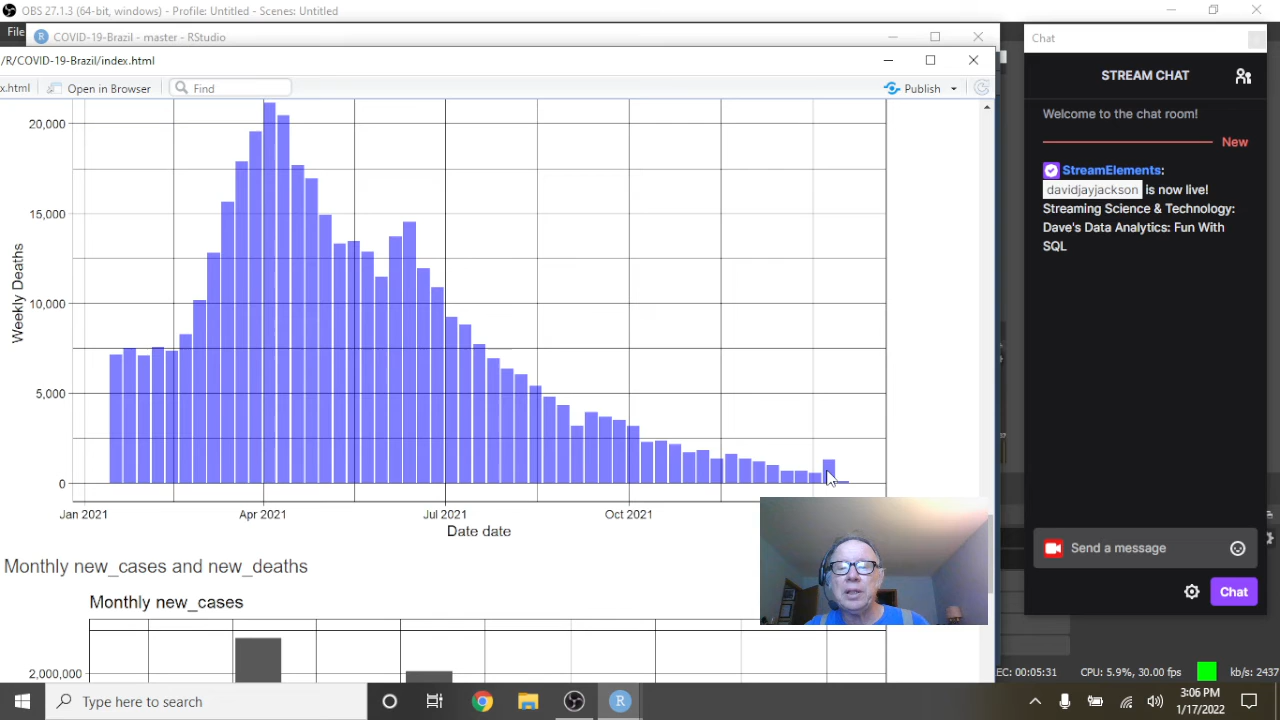 OBS 27.1.3 (64-bit, windows) - Profile: Untitled - Scenes: Untitled
File
COVID-19-Brazil - master - RStudio
/R/COVID-19-Brazil/index.html
x.html
Open in Browser
Find
Publish
20,000
15,000
10,000
5,000
0
Weekly Deaths
Jan 2021
Apr 2021
Jul 2021
Oct 2021
Date date
Monthly new_cases and new_deaths
Monthly new_cases
2,000,000
Chat
STREAM CHAT
Welcome to the chat room!
New
StreamElements:
davidjayjackson is now live!
Streaming Science & Technology:
Dave's Data Analytics: Fun With
SQL
Send a message
Chat
EC: 00:05:31
CPU: 5.9%, 30.00 fps
kb/s: 2437
Type here to search
3:06 PM
1/17/2022